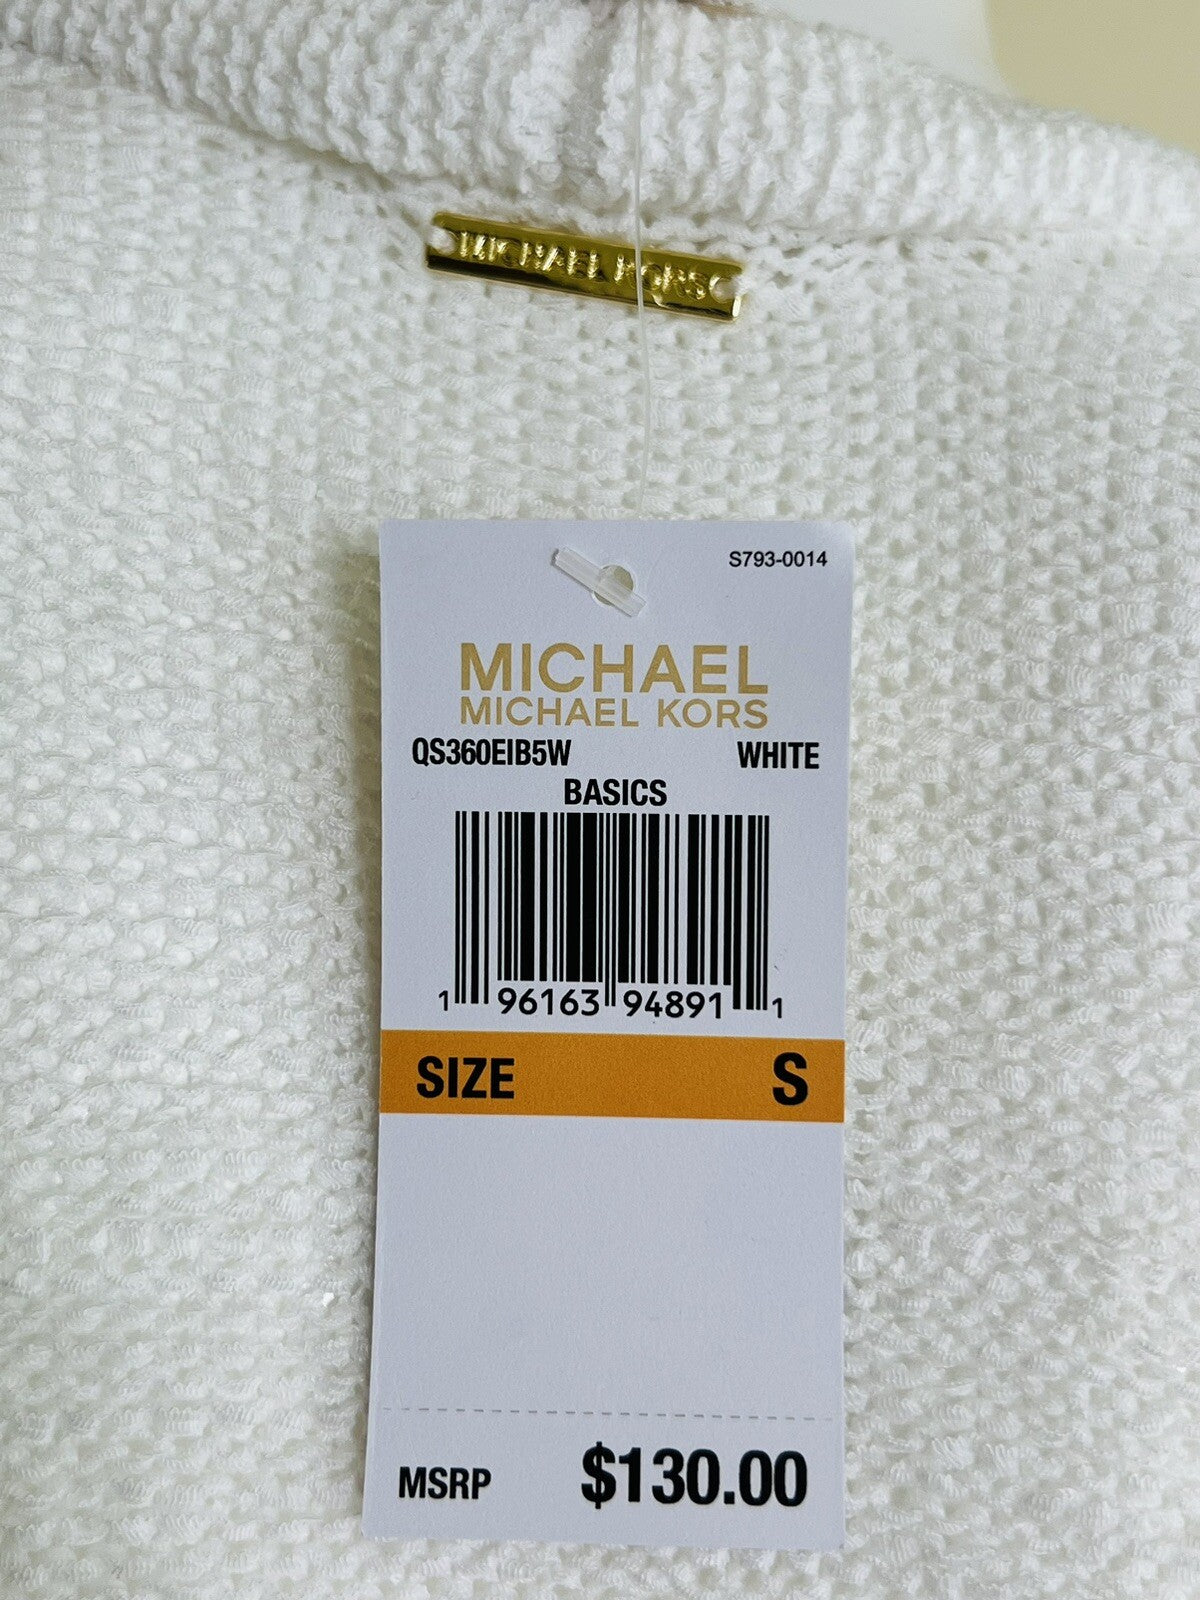 MICHAEL KORS
S793-0014
MICHAEL
MICHAEL KORS
QS360EIB5W WHITE
BASICS
1 96163 94891 1
SIZE S
MSRP $130.00